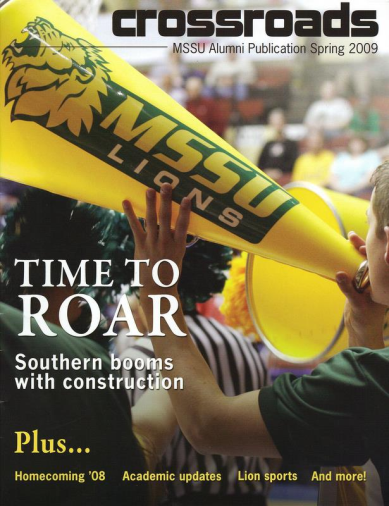 crossroads
MSSU Alumni Publication Spring 2009
MSSU
LIONS
TIME TO
ROAR
Southern booms
with construction
Plus...
Homecoming '08 Academic updates Lion sports And more!